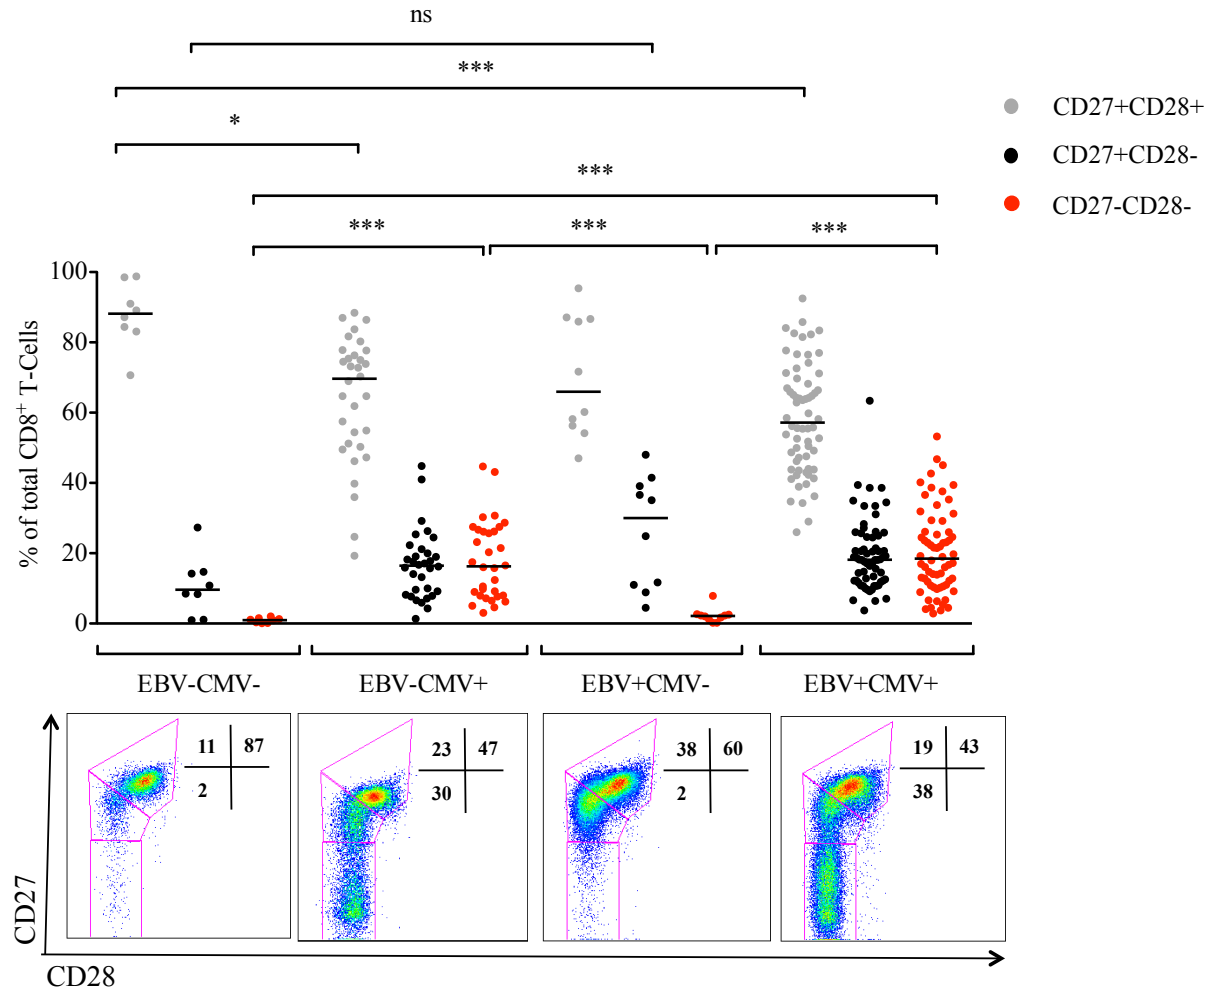 ns
***
*
***
***
***
***
CD27+CD28+
CD27+CD28-
CD27-CD28-
% of total CD8+ T-Cells
100
80
60
40
20
0
EBV-CMV-
EBV-CMV+
EBV+CMV-
EBV+CMV+
11 87
2
23 47
30
38 60
2
19 43
38
CD27
CD28